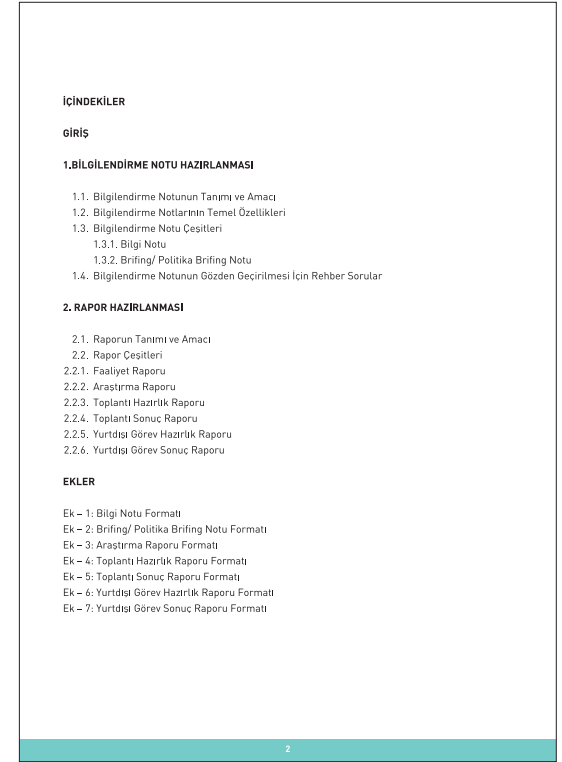 İÇİNDEKİLER
GİRİŞ
1.BİLGİLENDİRME NOTU HAZIRLANMASI
1.1. Bilgilendirme Notunun Tanımı ve Amacı
1.2. Bilgilendirme Notlarının Temel Özellikleri
1.3. Bilgilendirme Notu Çeşitleri
1.3.1. Bilgi Notu
1.3.2. Brifing/ Politika Brifing Notu
1.4. Bilgilendirme Notunun Gözden Geçirilmesi İçin Rehber Sorular
2. RAPOR HAZIRLANMASI
2.1. Raporun Tanımı ve Amacı
2.2. Rapor Çeşitleri
2.2.1. Faaliyet Raporu
2.2.2. Araştırma Raporu
2.2.3. Toplantı Hazırlık Raporu
2.2.4. Toplantı Sonuç Raporu
2.2.5. Yurtdışı Görev Hazırlık Raporu
2.2.6. Yurtdışı Görev Sonuç Raporu
EKLER
Ek – 1: Bilgi Notu Formatı
Ek – 2: Brifing/ Politika Brifing Notu Formatı
Ek – 3: Araştırma Raporu Formatı
Ek – 4: Toplantı Hazırlık Raporu Formatı
Ek – 5: Toplantı Sonuç Raporu Formatı
Ek – 6: Yurtdışı Görev Hazırlık Raporu Formatı
Ek – 7: Yurtdışı Görev Sonuç Raporu Formatı
2